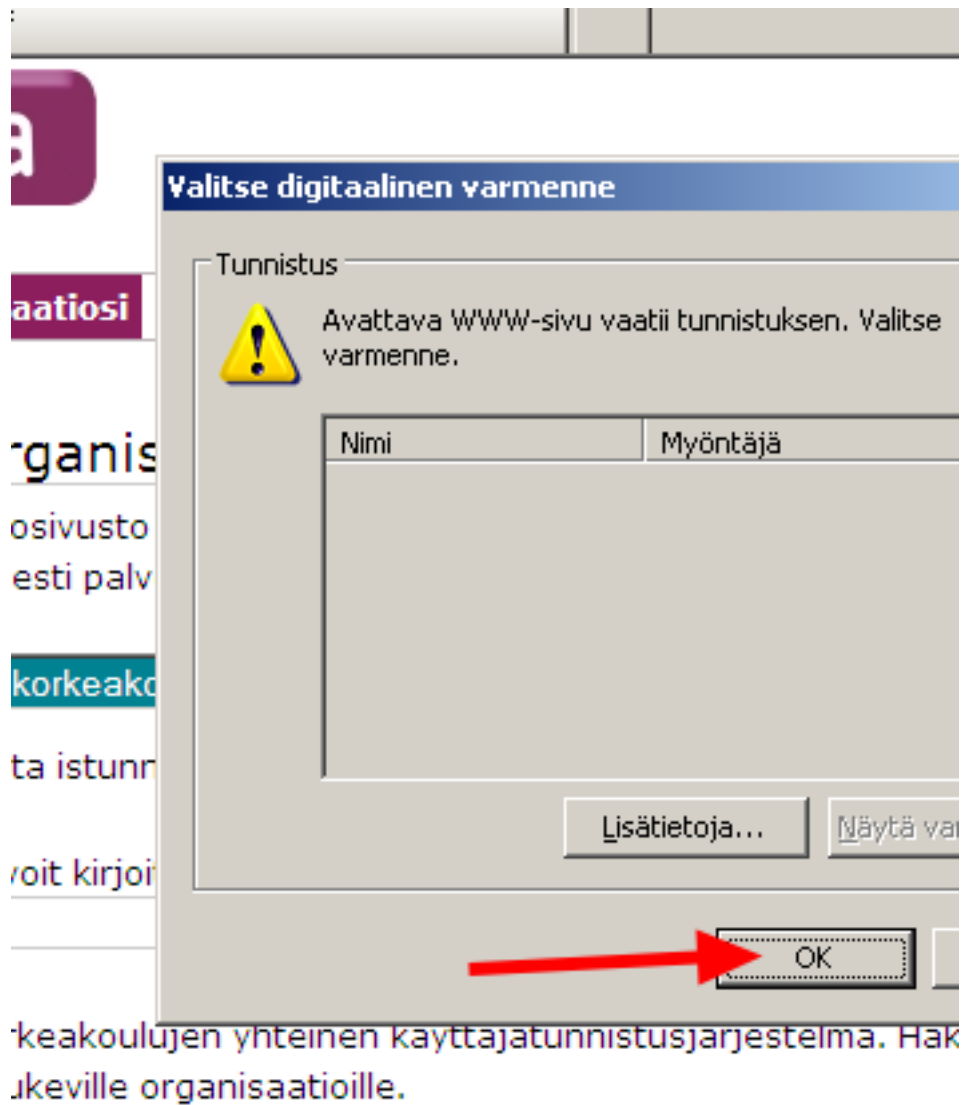 a
Valitse digitaalinen varmenne
Tunnistus
aatiosi
Avattava WWW-sivu vaatii tunnistuksen. Valitse
varmenne.
Nimi Myöntäjä
rganis
osivusto
esti palv
korkeako
ta istunn
Lisätietoja... Näytä var
voit kirjoi
OK
rkeakoulujen yhteinen käyttäjätunnistusjärjestelmä. Hak
ukeville organisaatioille.